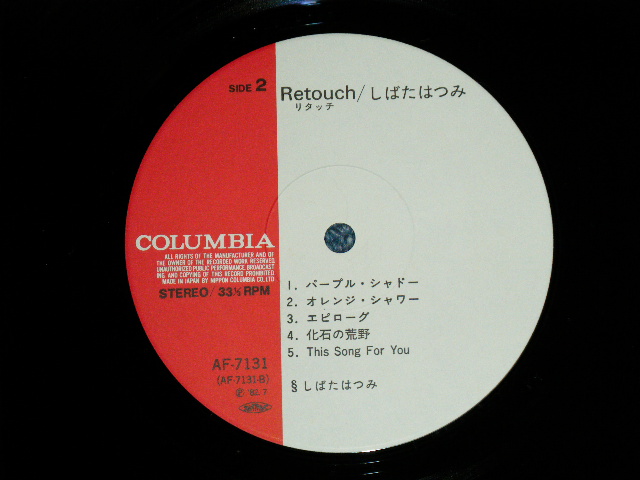 SIDE 2
Retouch/しばたはつみ
リタッチ
COLUMBIA
ALL RIGHTS OF THE MANUFACTURER AND OF
THE OWNER OF THE RECORDED WORK RESERVED
UNAUTHORIZED PUBLIC PERFORMANCE BROADCAST
ING AND COPYING OF THIS RECORD PROHIBITED
MADE IN JAPAN BY NIPPON COLUMBIA CO.,LTD
STEREO/33⅓RPM
1. パープル・シャドー
2. オレンジ・シャワー
3. エピローグ
4. 化石の荒野
5. This Song For You
AF-7131
(AF-7131-B)
Ⓟ '82.7
§しばたはつみ